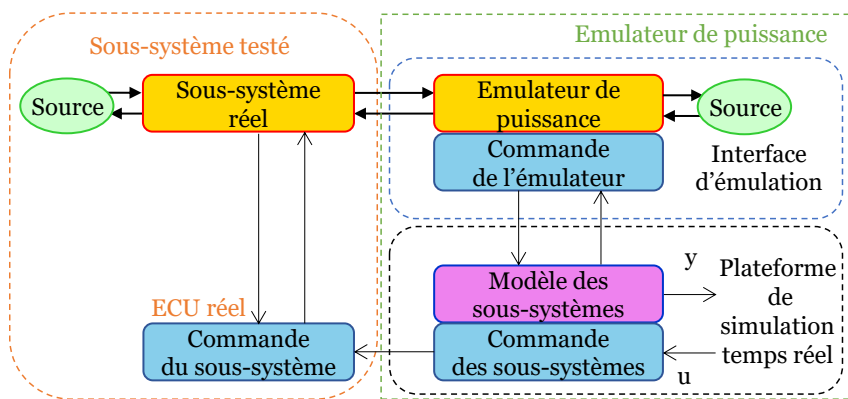 Sous-système testé
Emulateur de puissance
Source
Sous-système
réel
Emulateur de
puissance
Source
Commande
de l'émulateur
Interface
d'émulation
Modèle des
sous-systèmes
y
Plateforme
de
simulation
temps réel
ECU réel
Commande
du sous-système
Commande
des sous-systèmes
u